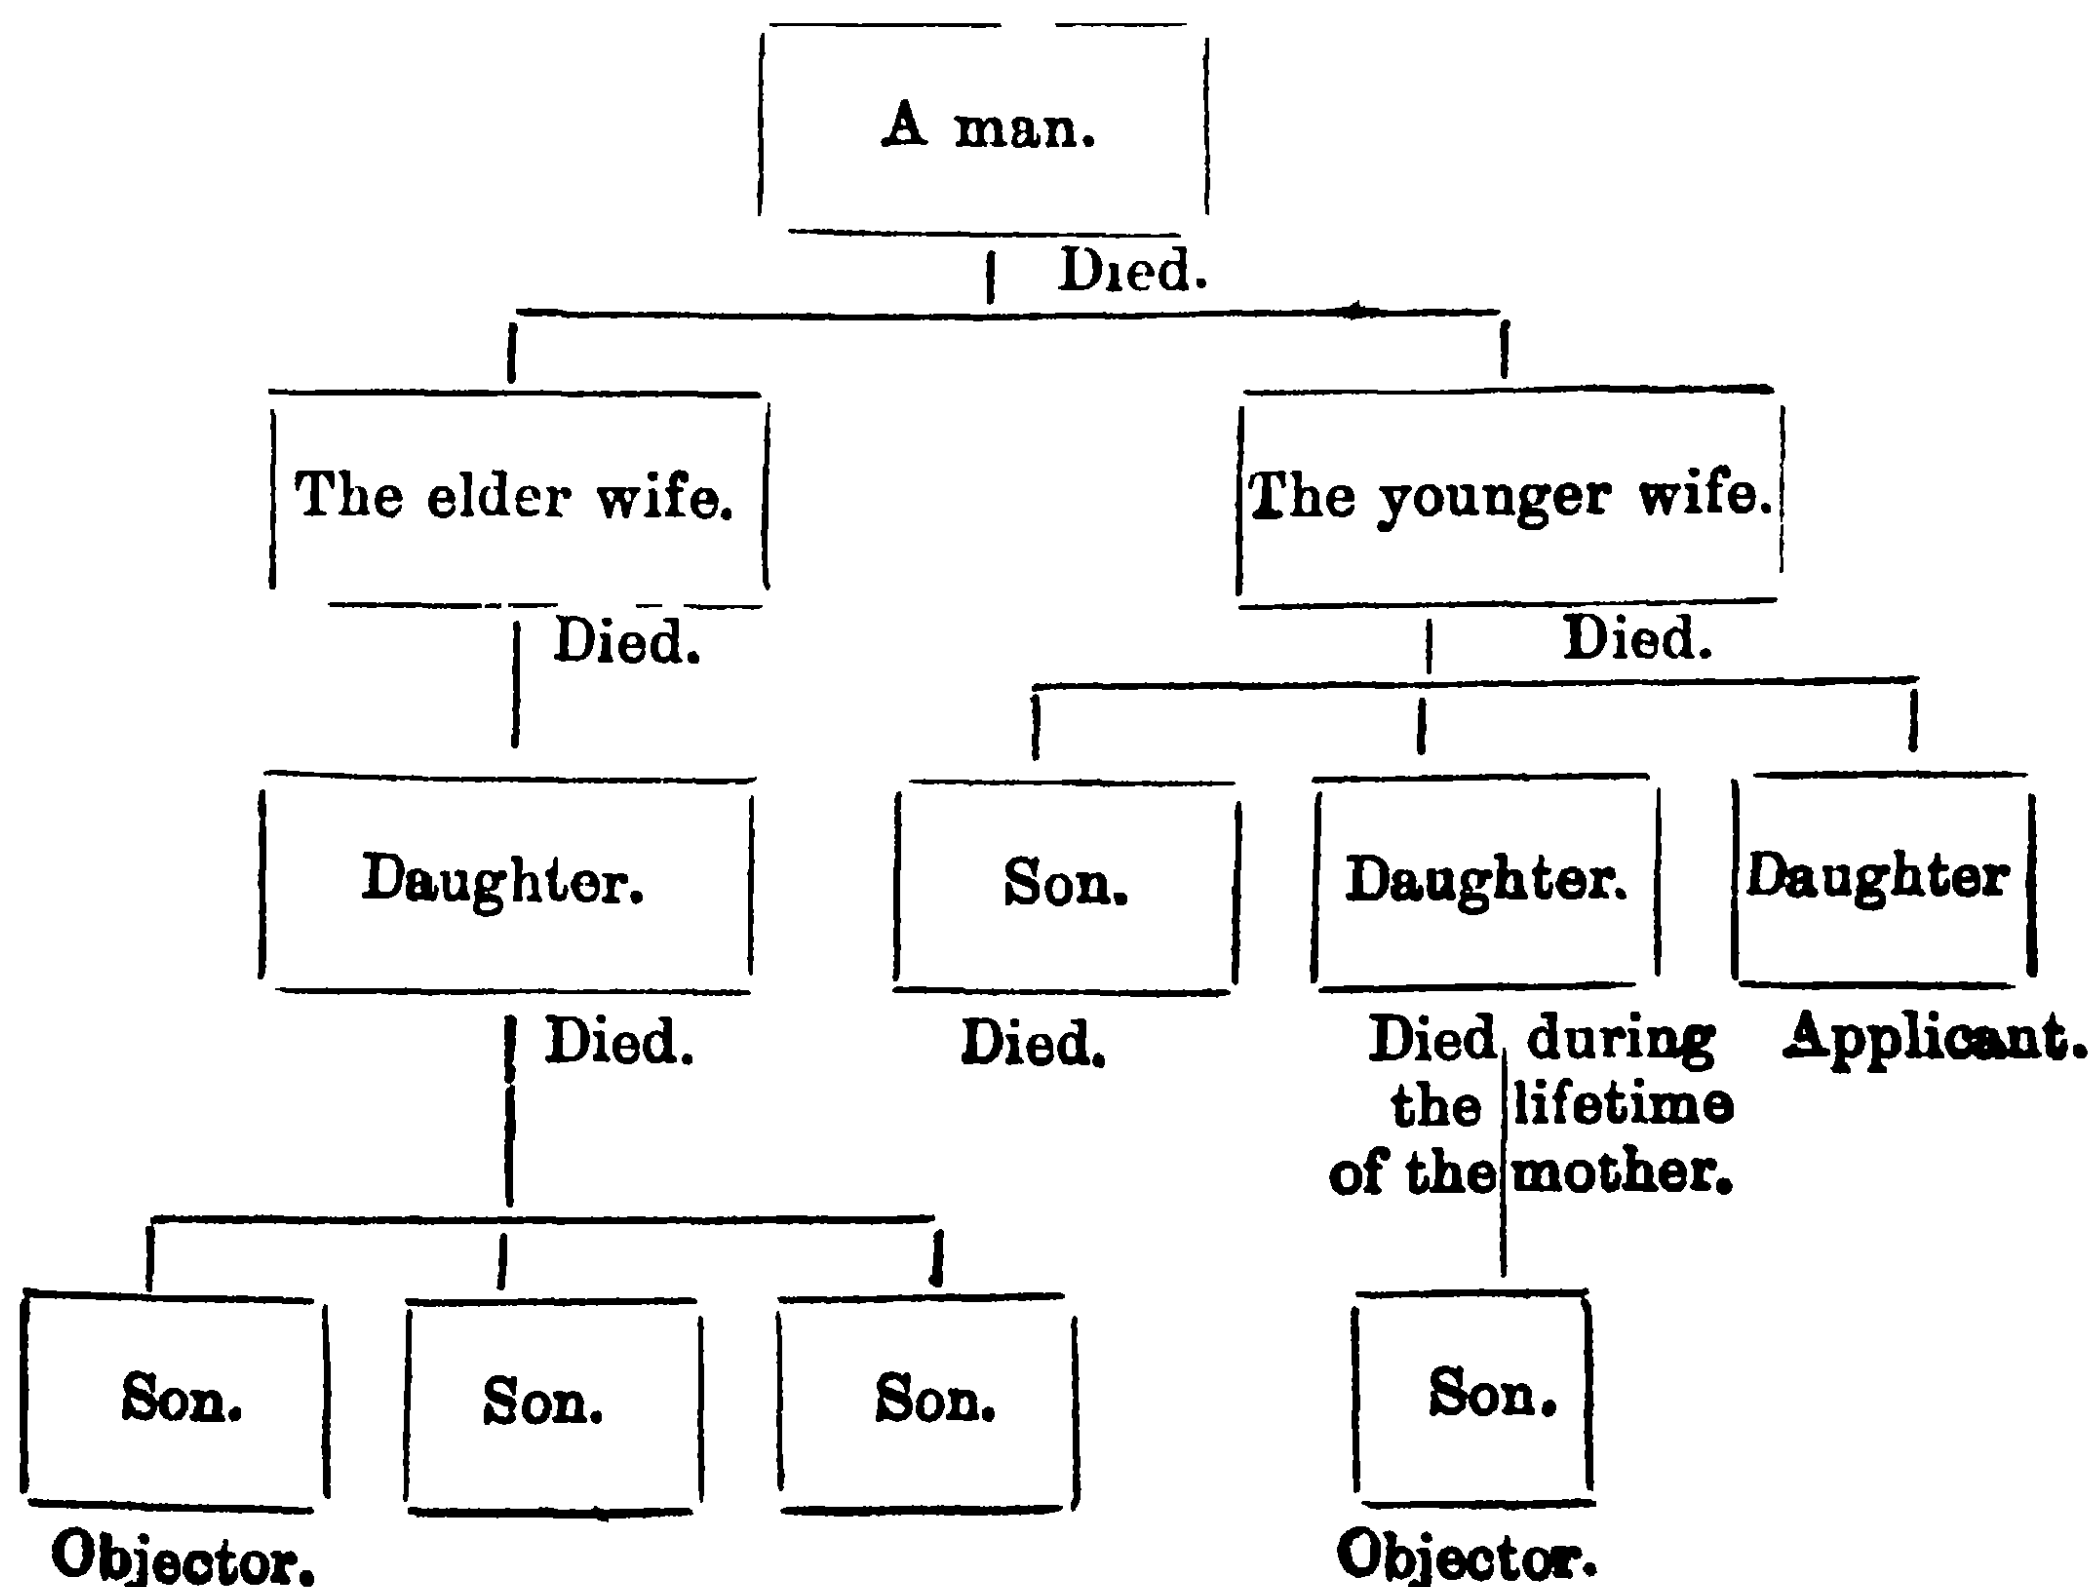 A man.
Died.
The elder wife.
The younger wife.
Died.
Died.
Daughter.
Son.
Daughter.
Daughter
Died.
Died.
Died during
the lifetime
of the mother.
Applicant.
Son.
Son.
Son.
Son.
Objector.
Objector.